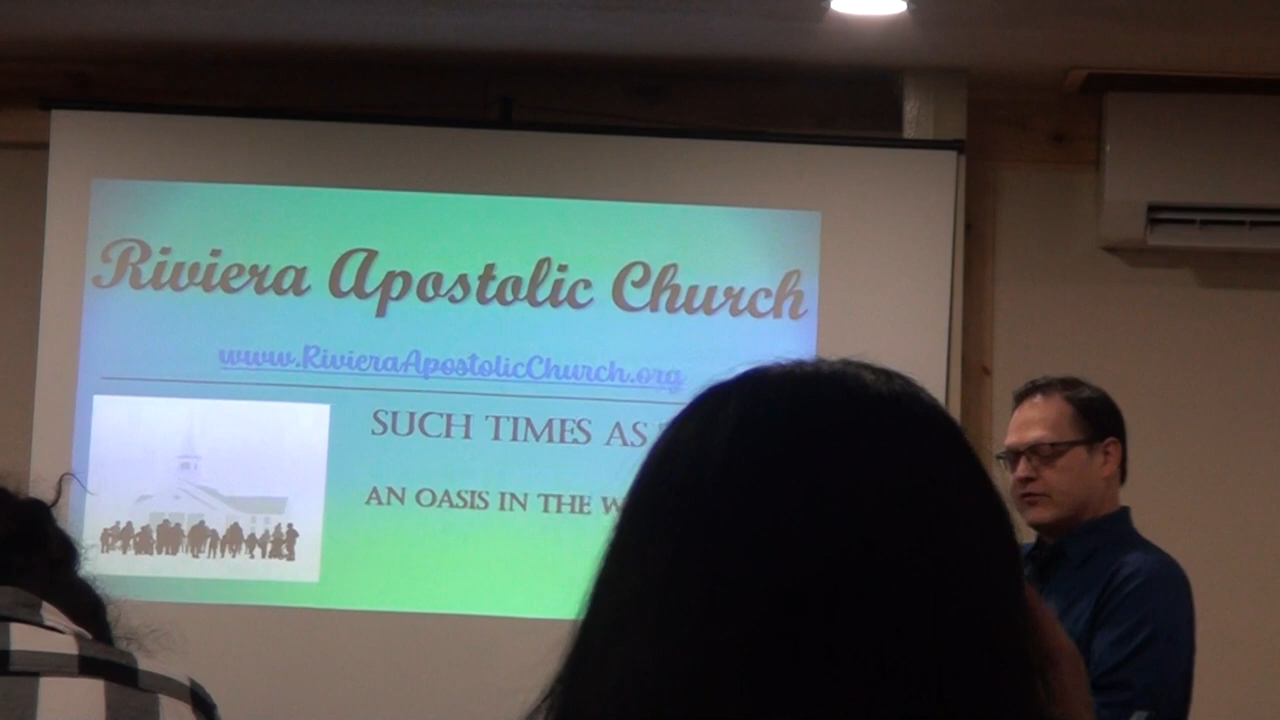 Riviera Apostolic Church
www.RivieraApostolicChurch.org
SUCH TIMES AS
AN OASIS IN THE